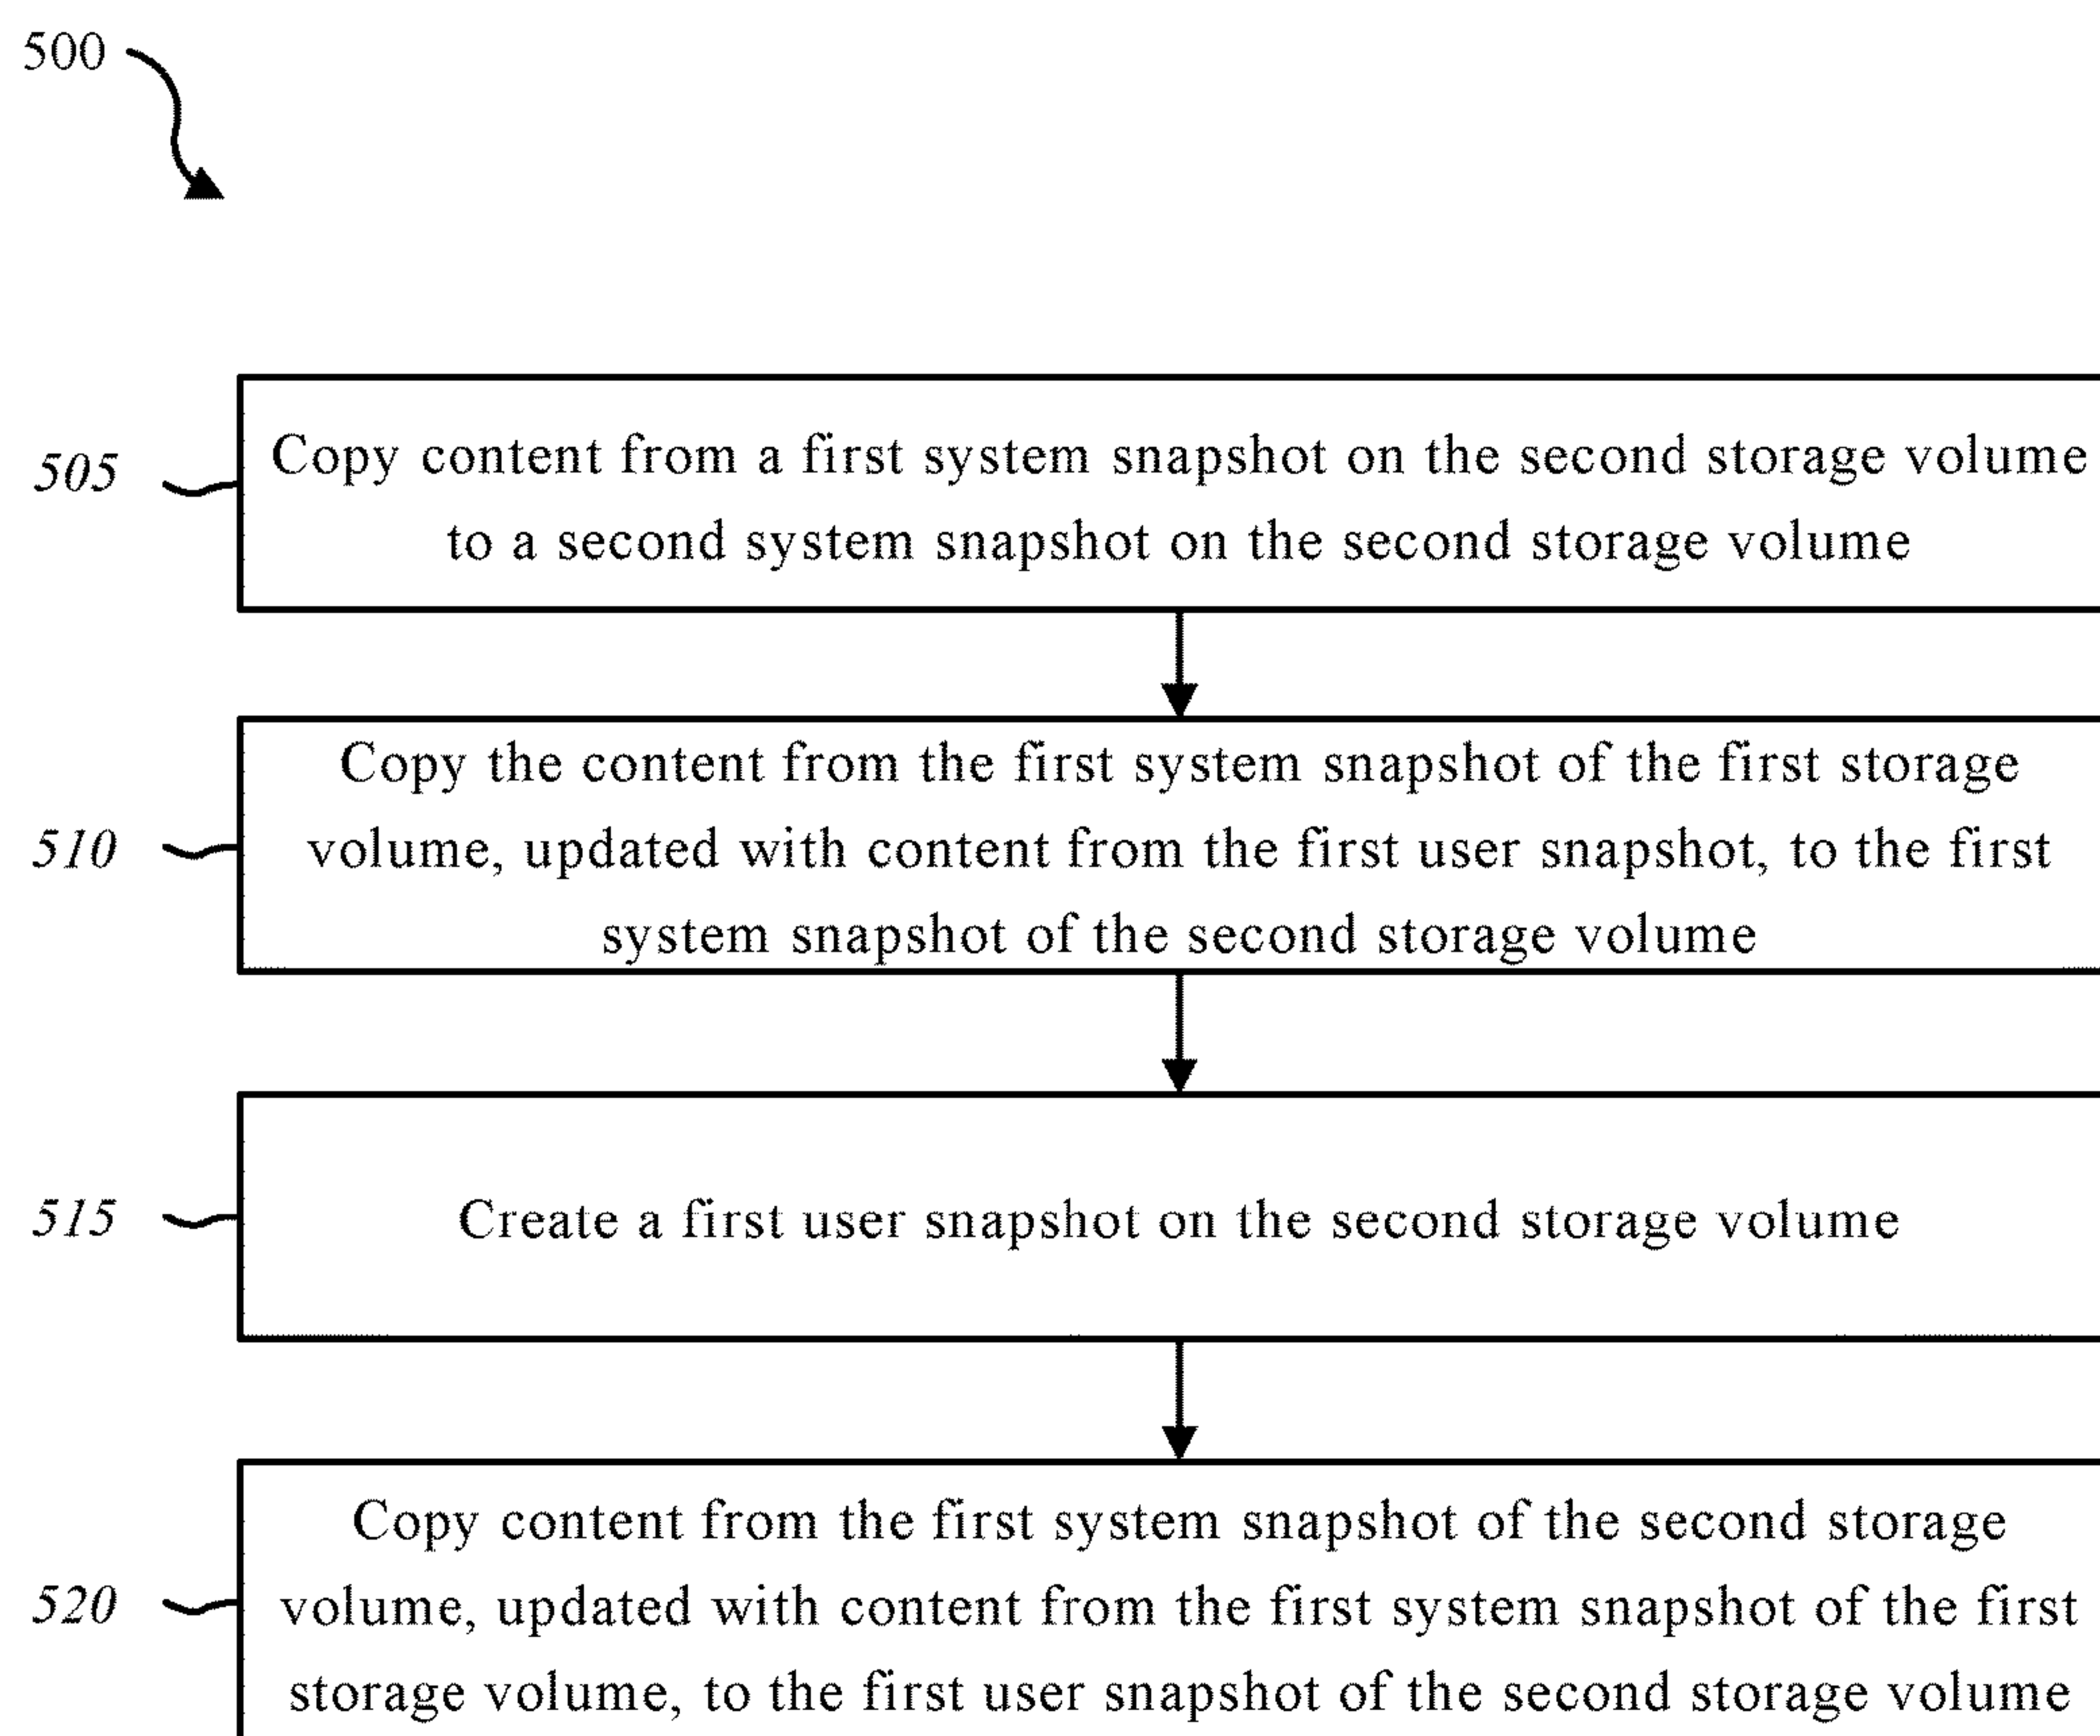 500
505
Copy content from a first system snapshot on the second storage volume
to a second system snapshot on the second storage volume
510
Copy the content from the first system snapshot of the first storage
volume, updated with content from the first user snapshot, to the first
system snapshot of the second storage volume
515
Create a first user snapshot on the second storage volume
520
Copy content from the first system snapshot of the second storage
volume, updated with content from the first system snapshot of the first
storage volume, to the first user snapshot of the second storage volume